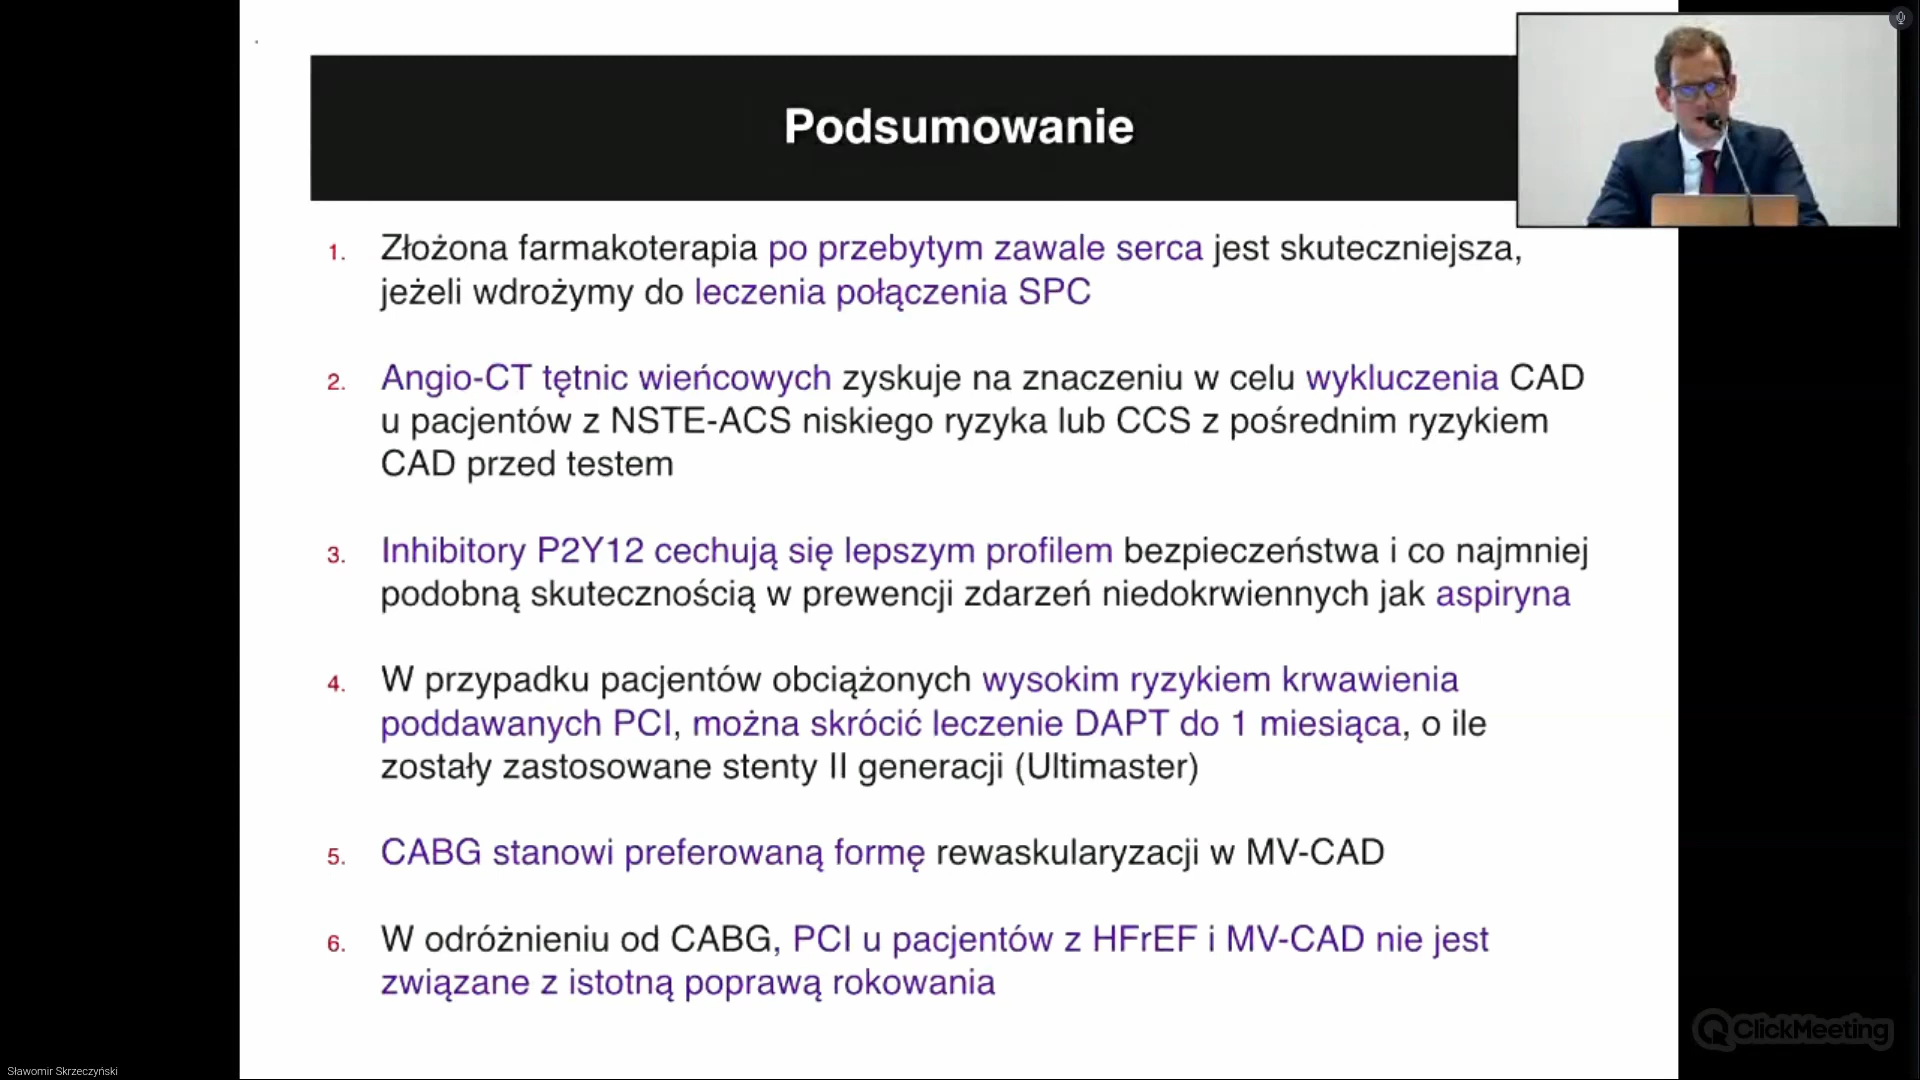 Podsumowanie
1. Złożona farmakoterapia po przebytym zawale serca jest skuteczniejsza,
jeżeli wdrożymy do leczenia połączenia SPC
2. Angio-CT tętnic wieńcowych zyskuje na znaczeniu w celu wykluczenia CAD
u pacjentów z NSTE-ACS niskiego ryzyka lub CCS z pośrednim ryzykiem
CAD przed testem
3. Inhibitory P2Y12 cechują się lepszym profilem bezpieczeństwa i co najmniej
podobną skutecznością w prewencji zdarzeń niedokrwiennych jak aspiryna
4. W przypadku pacjentów obciążonych wysokim ryzykiem krwawienia
poddawanych PCI, można skrócić leczenie DAPT do 1 miesiąca, o ile
zostały zastosowane stenty II generacji (Ultimaster)
5. CABG stanowi preferowaną formę rewaskularyzacji w MV-CAD
6. W odróżnieniu od CABG, PCI u pacjentów z HFrEF i MV-CAD nie jest
związane z istotną poprawą rokowania
ClickMeeting
Sławomir Skrzeczyński